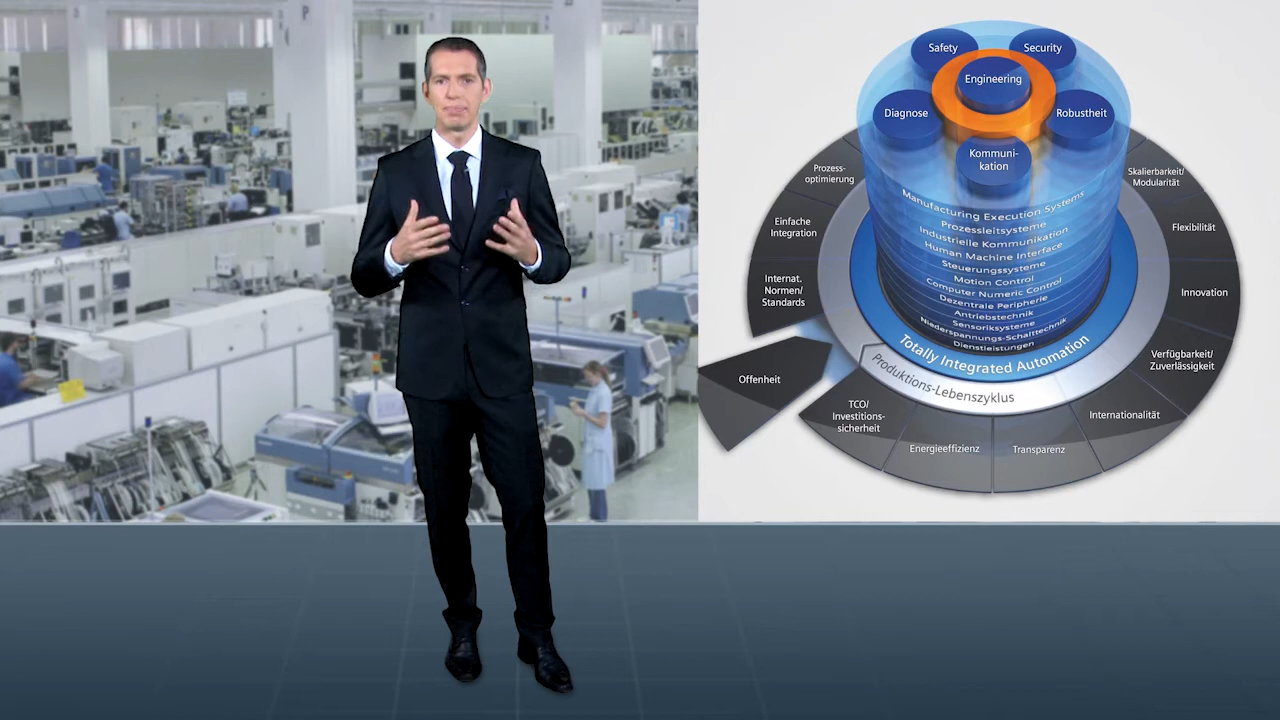 Safety
Security
Engineering
Diagnose
Robustheit
Kommuni-
kation
Manufacturing Execution Systems
Prozessleitsysteme
Industrielle Kommunikation
Human Machine Interface
Steuerungssysteme
Motion Control
Computer Numeric Control
Dezentrale Peripherie
Antriebstechnik
Sensoriksysteme
Niederspannungs-Schalttechnik
Dienstleistungen
Totally Integrated Automation
Produktions-Lebenszyklus
Prozess-
optimierung
Einfache
Integration
Internat.
Normen/
Standards
Offenheit
TCO/
Investitions-
sicherheit
Energieeffizienz
Transparenz
Internationalität
Verfügbarkeit/
Zuverlässigkeit
Innovation
Flexibilität
Skalierbarkeit/
Modularität